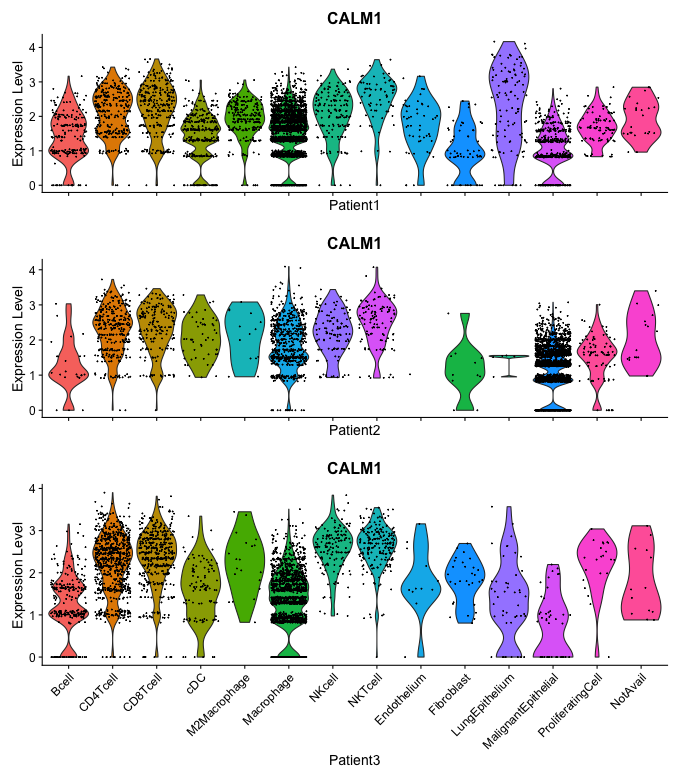 CALM1
Expression Level
4
3
2
1
0
Patient1
CALM1
Expression Level
4
3
2
1
0
Patient2
CALM1
Expression Level
4
3
2
1
0
Bcell
CD4Tcell
CD8Tcell
cDC
M2Macrophage
Macrophage
NKcell
NKTcell
Endothelium
Fibroblast
LungEpithelium
MalignantEpithelial
ProliferatingCell
NotAvail
Patient3